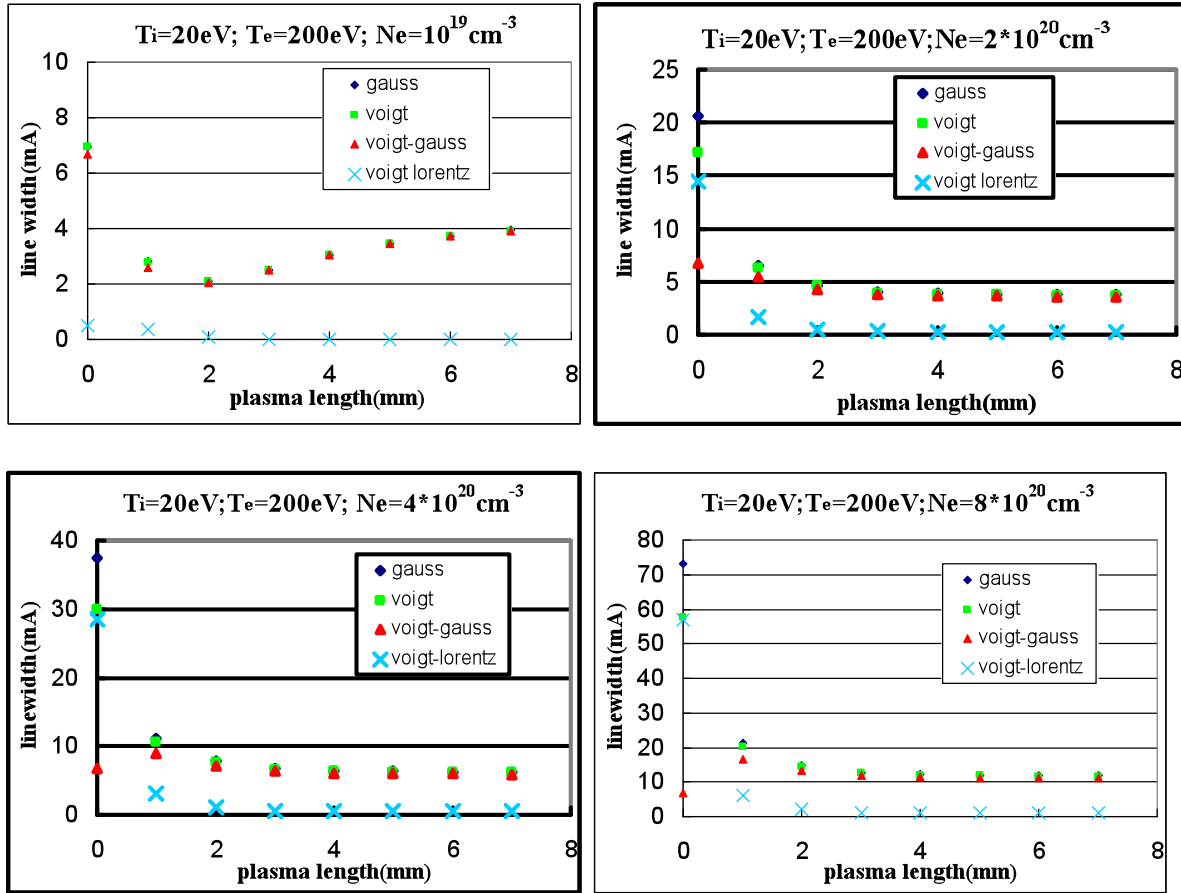 Ti=20eV; Te=200eV; Ne=10^19cm^-3
line width(mA)
10
8
6
4
2
0
gauss
voigt
voigt-gauss
voigt lorentz
0 2 4 6 8
plasma length(mm)
Ti=20eV;Te=200eV;Ne=2*10^20cm^-3
line width(mA)
25
20
15
10
5
0
gauss
voigt
voigt-gauss
voigt lorentz
0 2 4 6 8
plasma length(mm)
Ti=20eV;Te=200eV; Ne=4*10^20cm^-3
linewidth(mA)
40
30
20
10
0
gauss
voigt
voigt-gauss
voigt-lorentz
0 2 4 6 8
plasma length(mm)
Ti=20eV;Te=200eV;Ne=8*10^20cm^-3
linewidth(mA)
80
70
60
50
40
30
20
10
0
gauss
voigt
voigt-gauss
voigt-lorentz
0 2 4 6 8
plasma length(mm)